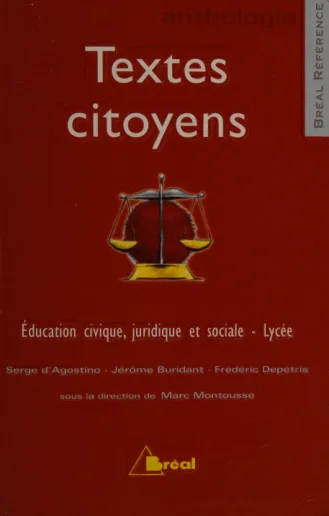 anthologie
BRÉAL RÉFÉRENCE
Textes
citoyens
Éducation civique, juridique et sociale - Lycée
Serge d'Agostino - Jérôme Buridant - Frédéric Depétris
sous la direction de Marc Montoussé
Bréal